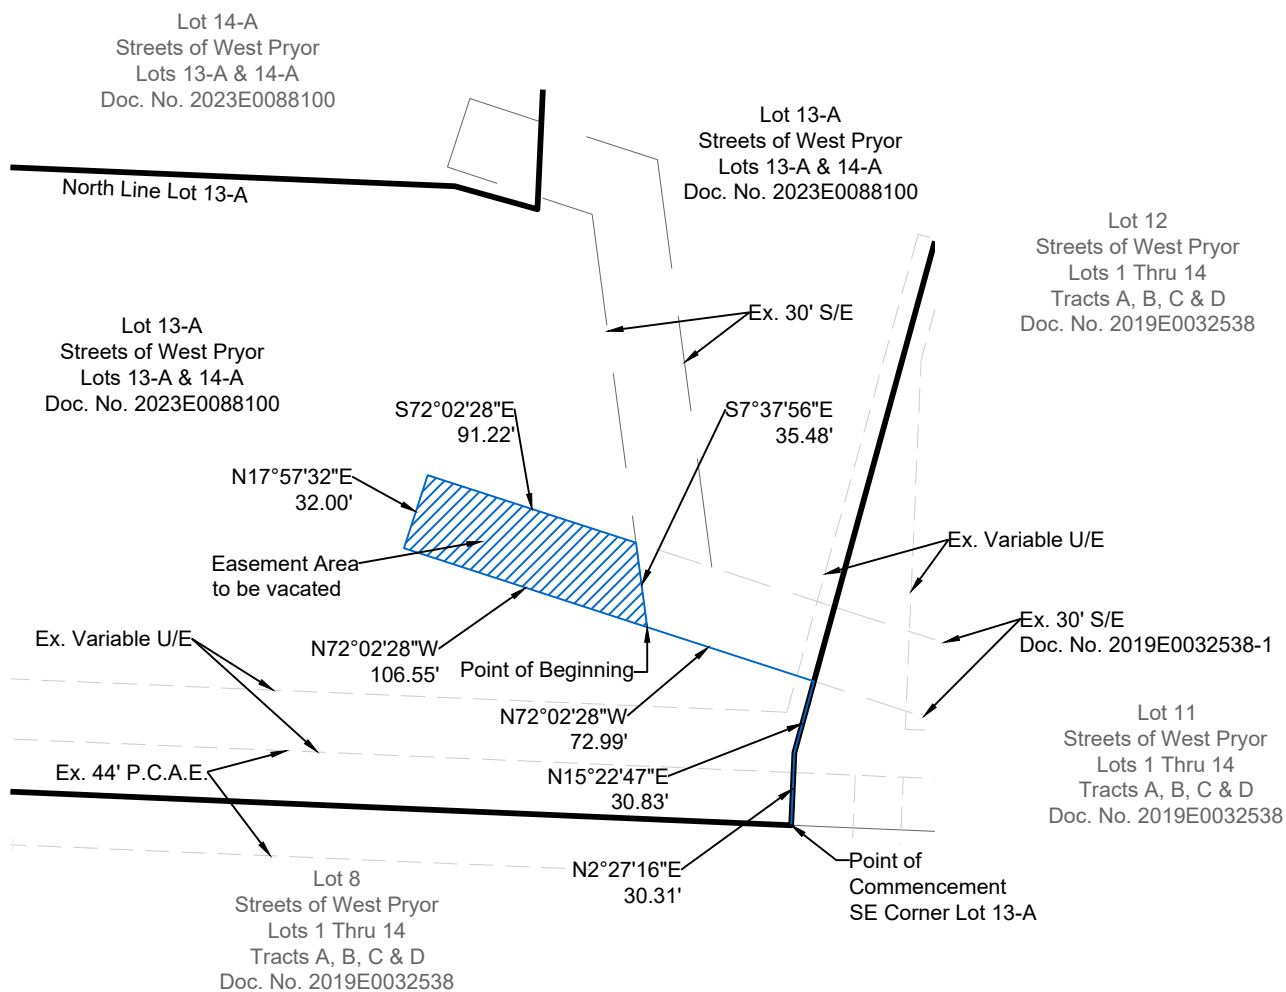 Lot 14-A
Streets of West Pryor
Lots 13-A & 14-A
Doc. No. 2023E0088100
Lot 13-A
Streets of West Pryor
Lots 13-A & 14-A
Doc. No. 2023E0088100
North Line Lot 13-A
Lot 12
Streets of West Pryor
Lots 1 Thru 14
Tracts A, B, C & D
Doc. No. 2019E0032538
Ex. 30' S/E
Lot 13-A
Streets of West Pryor
Lots 13-A & 14-A
Doc. No. 2023E0088100
S72°02'28"E
91.22'
S7°37'56"E
35.48'
N17°57'32"E
32.00'
Easement Area
to be vacated
Ex. Variable U/E
Ex. 30' S/E
Doc. No. 2019E0032538-1
Ex. Variable U/E
N72°02'28"W
106.55'
Point of Beginning
N72°02'28"W
72.99'
Lot 11
Streets of West Pryor
Lots 1 Thru 14
Tracts A, B, C & D
Doc. No. 2019E0032538
Ex. 44' P.C.A.E.
N15°22'47"E
30.83'
N2°27'16"E
30.31'
Point of
Commencement
SE Corner Lot 13-A
Lot 8
Streets of West Pryor
Lots 1 Thru 14
Tracts A, B, C & D
Doc. No. 2019E0032538